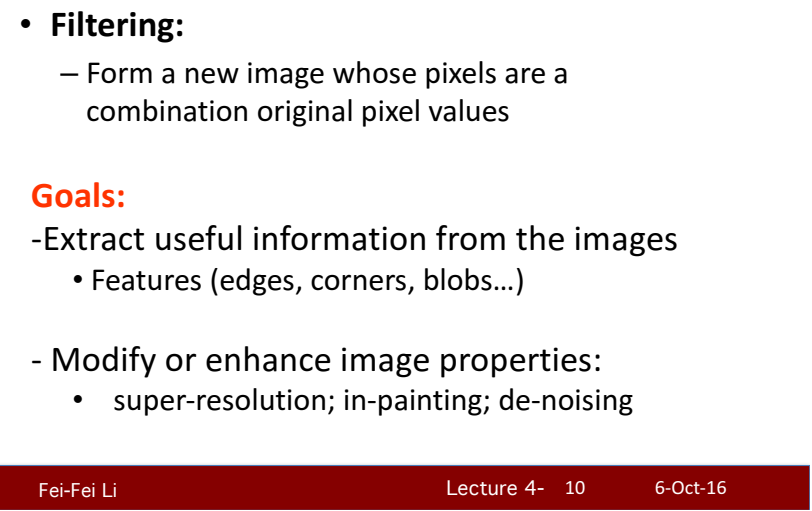 • Filtering:
– Form a new image whose pixels are a
combination original pixel values
Goals:
-Extract useful information from the images
• Features (edges, corners, blobs…)
- Modify or enhance image properties:
• super-resolution; in-painting; de-noising
Fei-Fei Li Lecture 4- 10 6-Oct-16